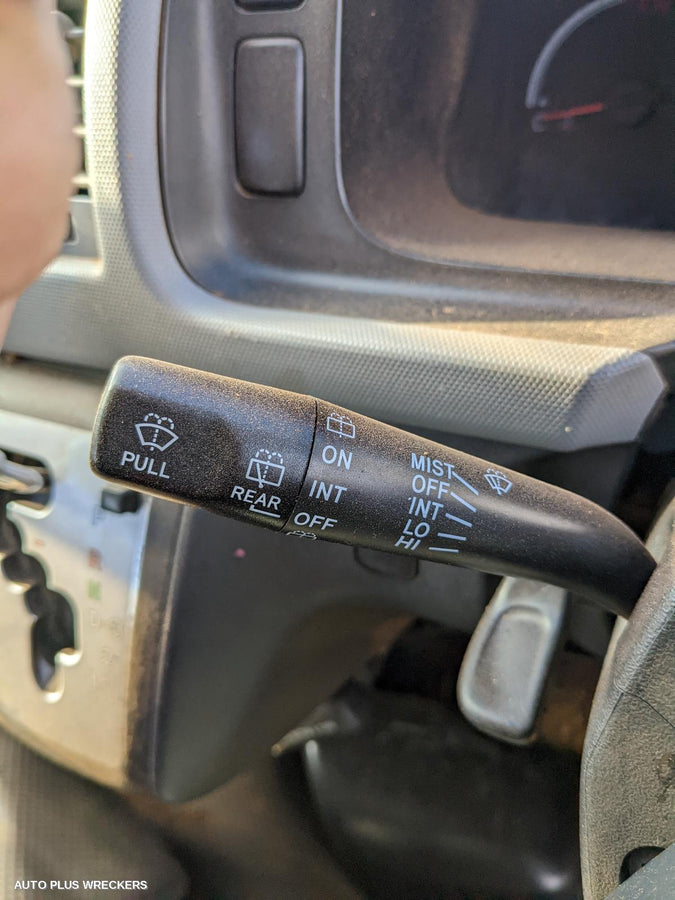 PULL
REAR
ON
INT
OFF
MIST
OFF
INT
LO
HI
AUTO PLUS WRECKERS